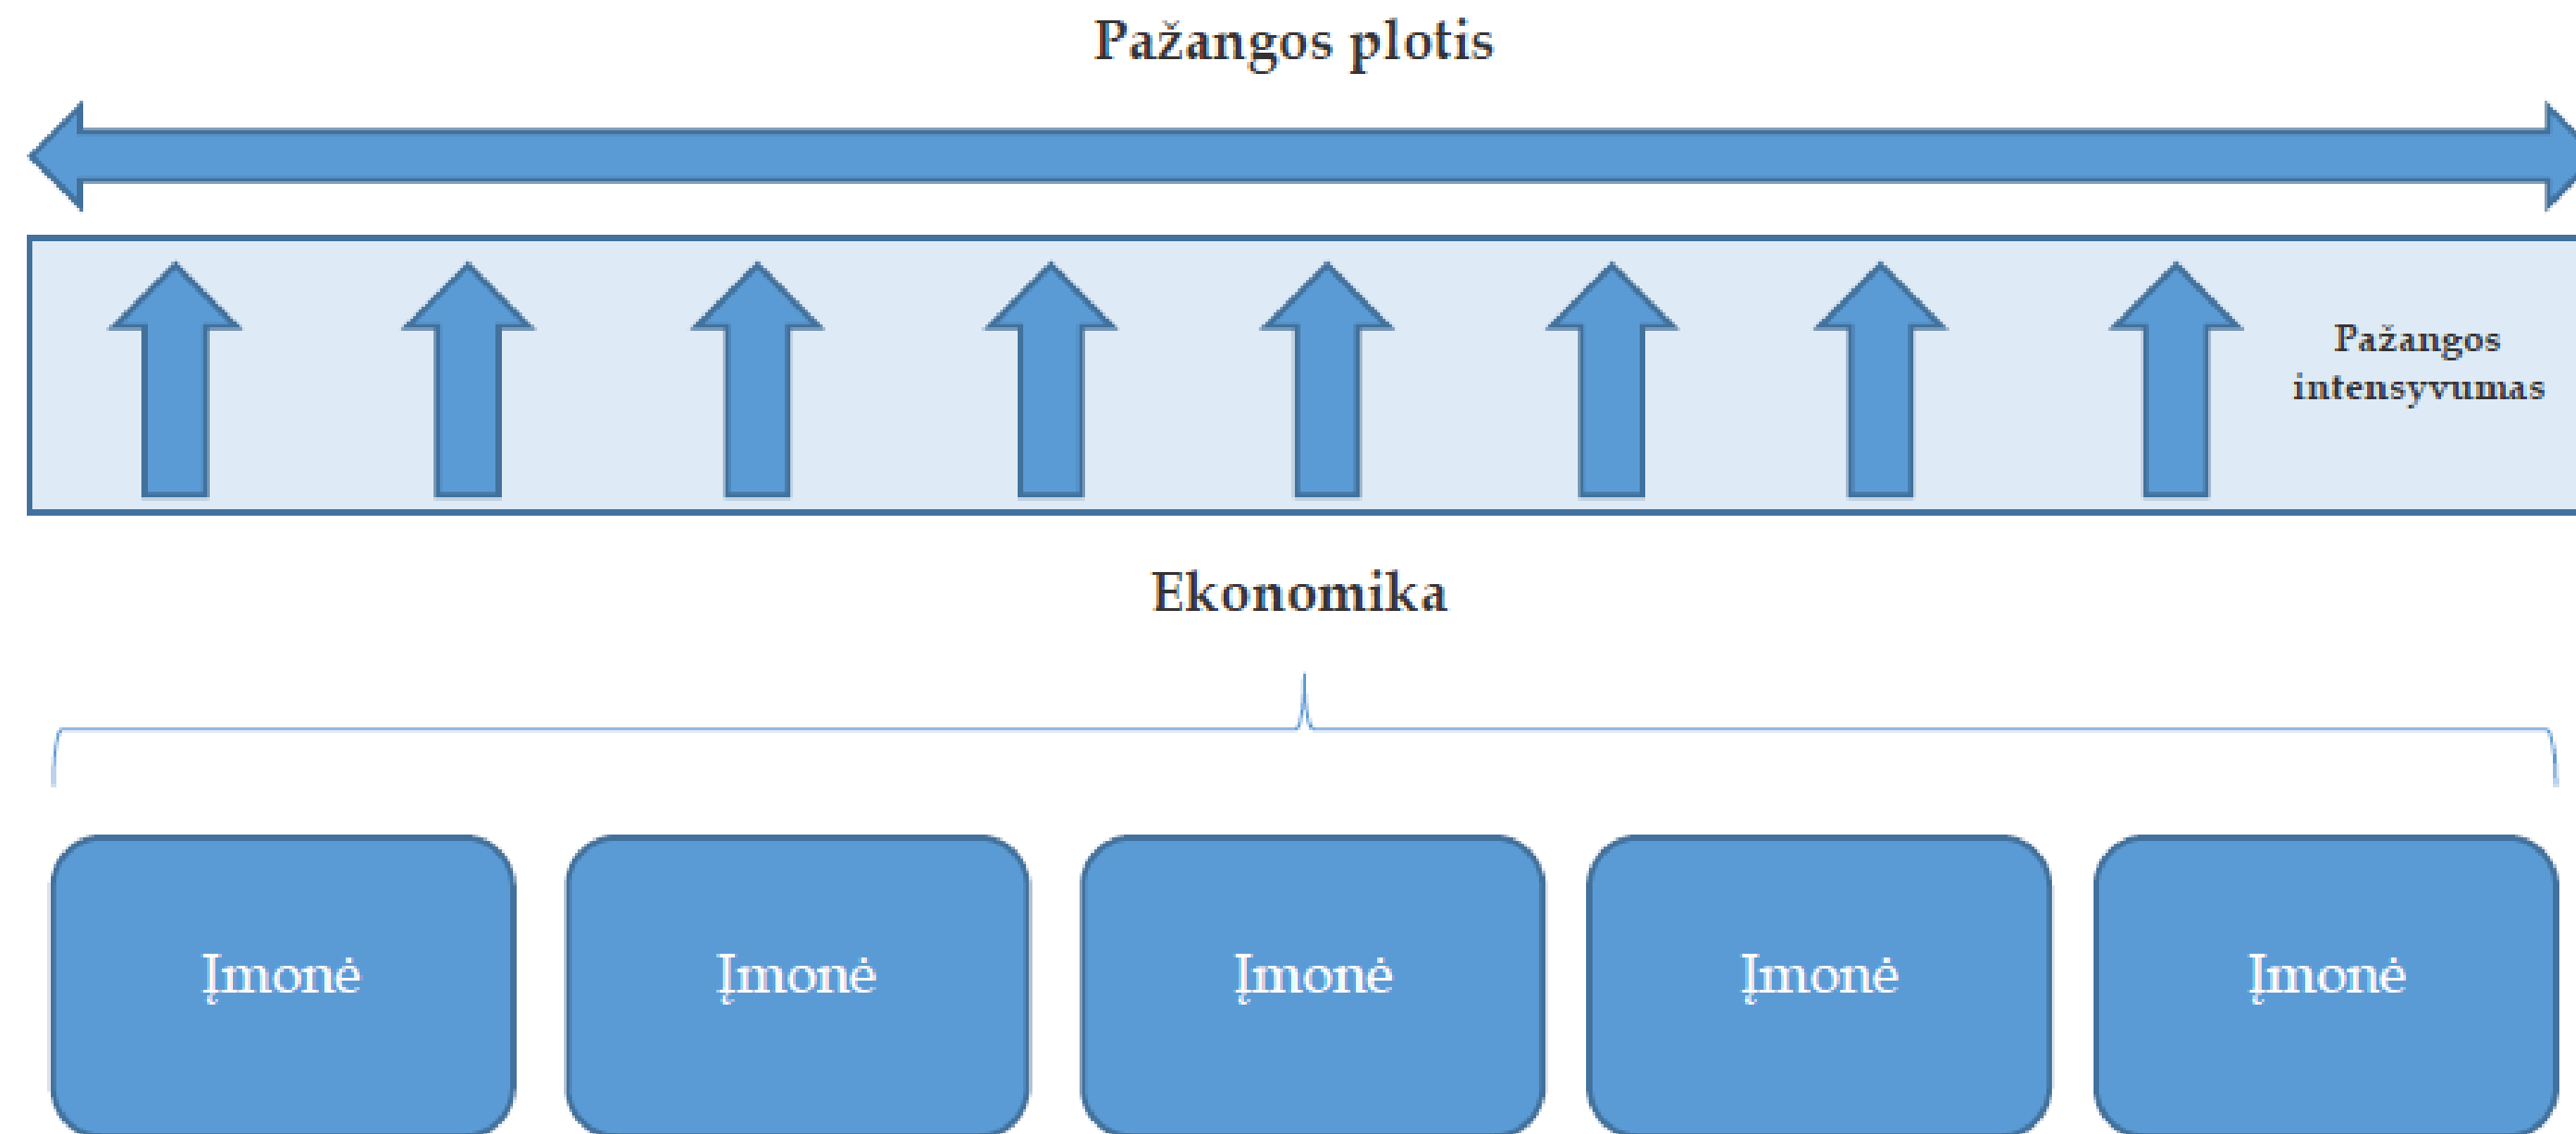 Pažangos plotis
Pažangos
intensyvumas
Ekonomika
Įmonė
Įmonė
Įmonė
Įmonė
Įmonė